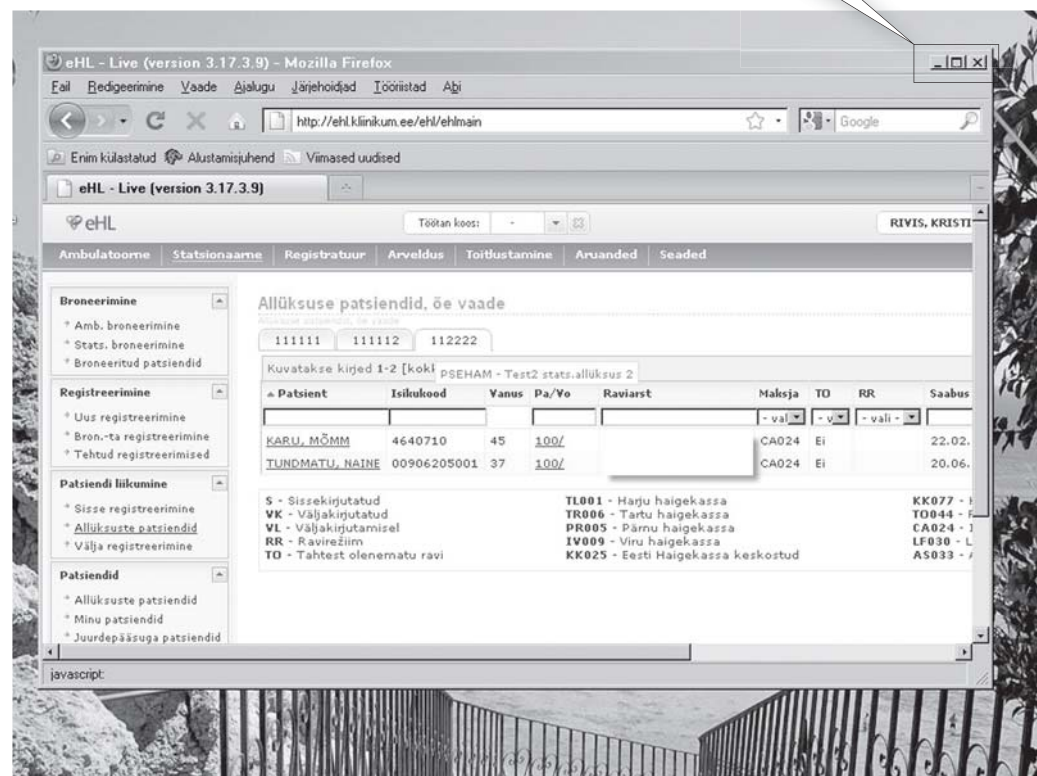 eHL - Live (version 3.17.3.9) - Mozilla Firefox
Fail Redigeerimine Vaade Ajalugu Järjehoidjad Tööriistad Abi
http://ehl.kliinikum.ee/ehl/ehlmain Google
Enim külastatud Alustamisjuhend Viimased uudised
eHL - Live (version 3.17.3.9)
eHL Töötan koos: - RIVIS, KRISTI
Ambulatoorne Statsionaarne Registratuur Arveldus Toitlustamine Aruanded Seaded
Broneerimine
* Amb. broneerimine
* Stats. broneerimine
* Broneeritud patsiendid
Registreerimine
* Uus registreerimine
* Bron.-ta registreerimine
* Tehtud registreerimised
Patsiendi liikumine
* Sisse registreerimine
* Allüksuste patsiendid
* Välja registreerimine
Patsiendid
* Allüksuste patsiendid
* Minu patsiendid
* Juurdepääsuga patsiendid
Allüksuse patsiendid, õe vaade
Allüksuse patsiendid, õe vaade
111111 111112 112222
Kuvatakse kirjed 1-2 [kokk
PSEHAM - Test2 stats.allüksus 2
Patsient Isikukood Vanus Pa/Vo Raviarst Maksja TO RR Saabus
- val - v - vali -
KARU, MÕMM 4640710 45 100/ CA024 Ei 22.02.
TUNDMATU, NAINE 00906205001 37 100/ CA024 Ei 20.06.
S - Sissekirjutatud
VK - Väljakirjutatud
VL - Väljakirjutamisel
RR - Ravirežiim
TO - Tahtest olenematu ravi
TL001 - Harju haigekassa
TR006 - Tartu haigekassa
PR005 - Pärnu haigekassa
IV009 - Viru haigekassa
KK025 - Eesti Haigekassa keskostud
KK077 -
TO044 -
CA024 -
LF030 - L
AS033 -
javascript: